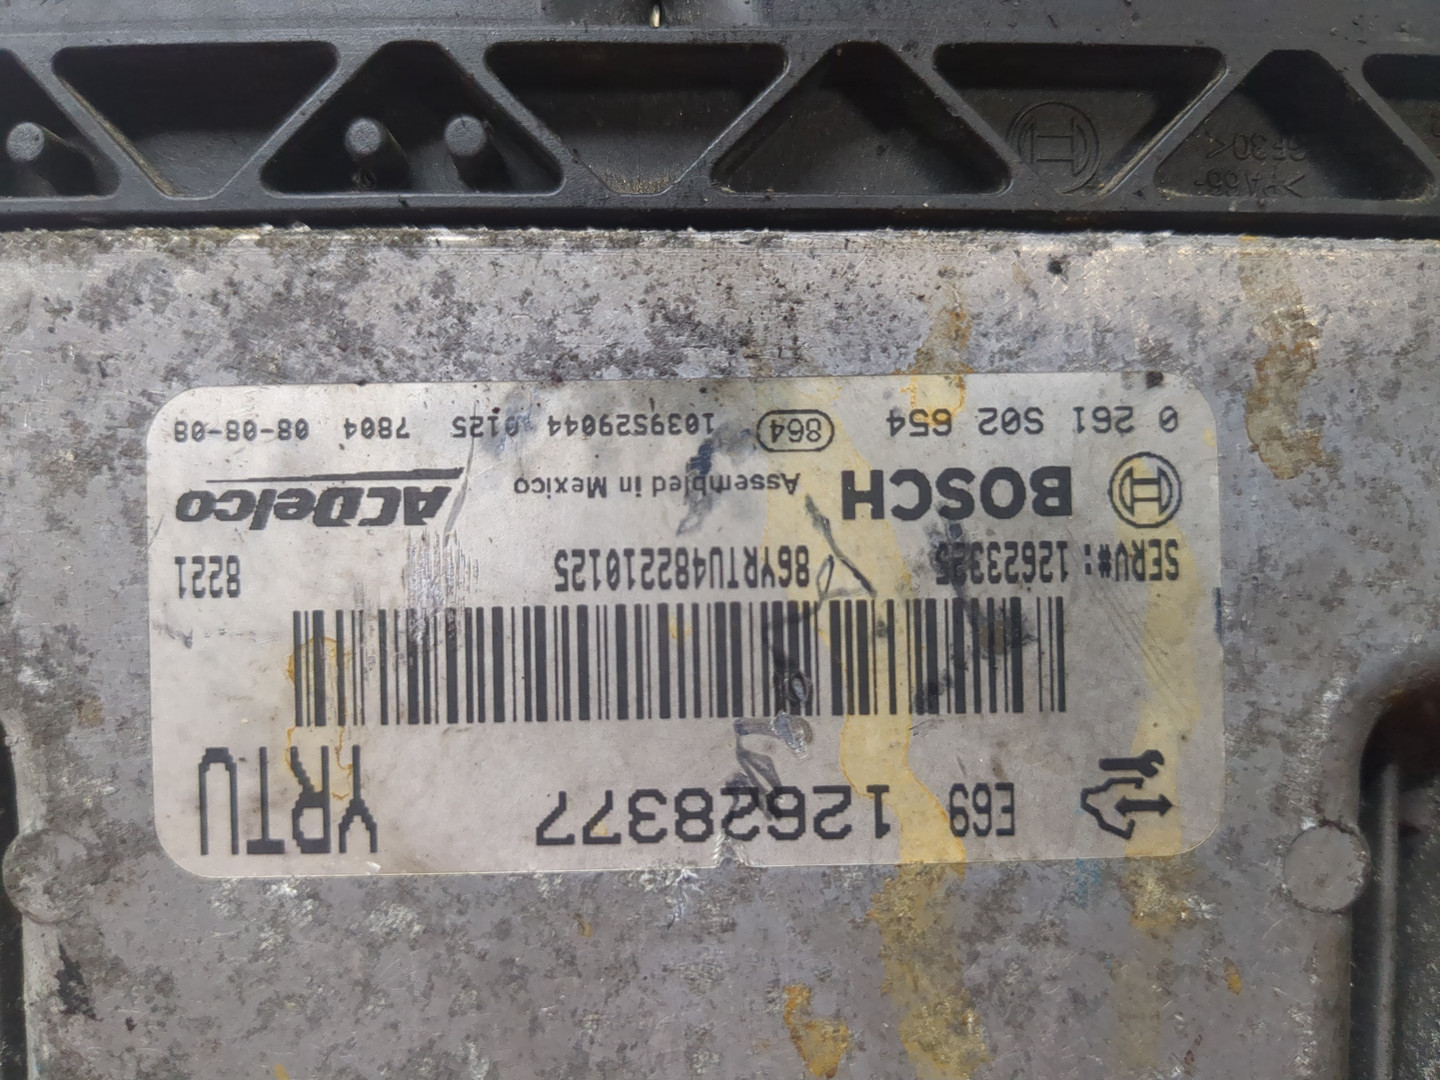 E69 12628377 YRTU
SERV#: 12623325 86YRTU482210125 8221
BOSCH Assembled in Mexico ACDelco
0 261 S02 654 864 1039S29044 0125 7804 08-08-08